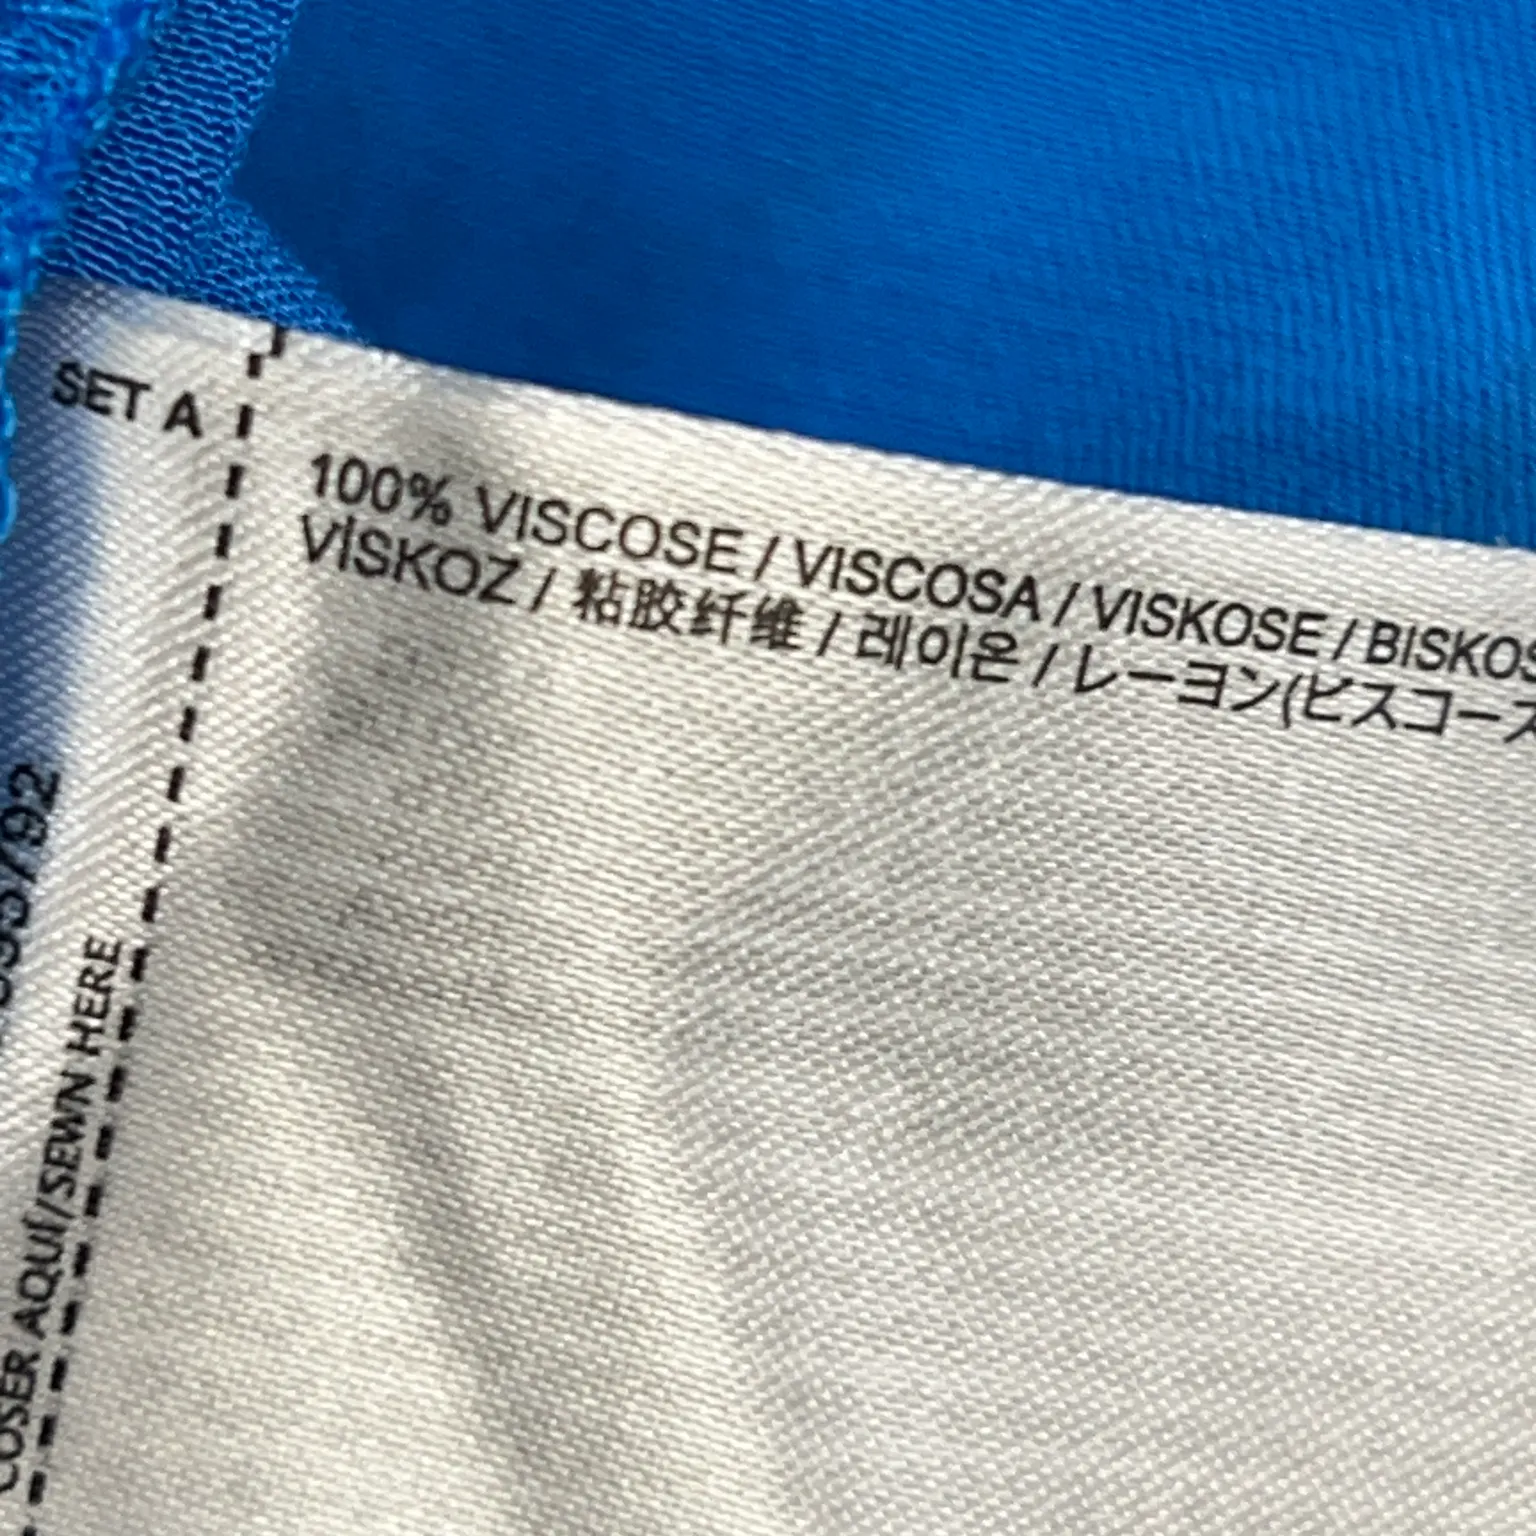 SET A
100% VISCOSE / VISCOSA / VISKOSE /
VİSKOZ / 粘胶纤维 / 레이온 / レーヨン(ビスコース
COSER AQUÍ/SEWN HERE